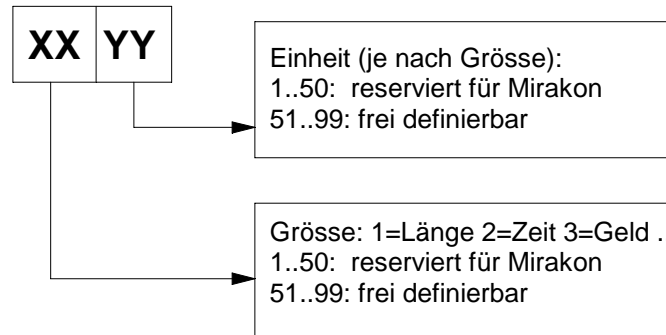 XX YY
Einheit (je nach Grösse):
1..50: reserviert für Mirakon
51..99: frei definierbar
Grösse: 1=Länge 2=Zeit 3=Geld .
1..50: reserviert für Mirakon
51..99: frei definierbar